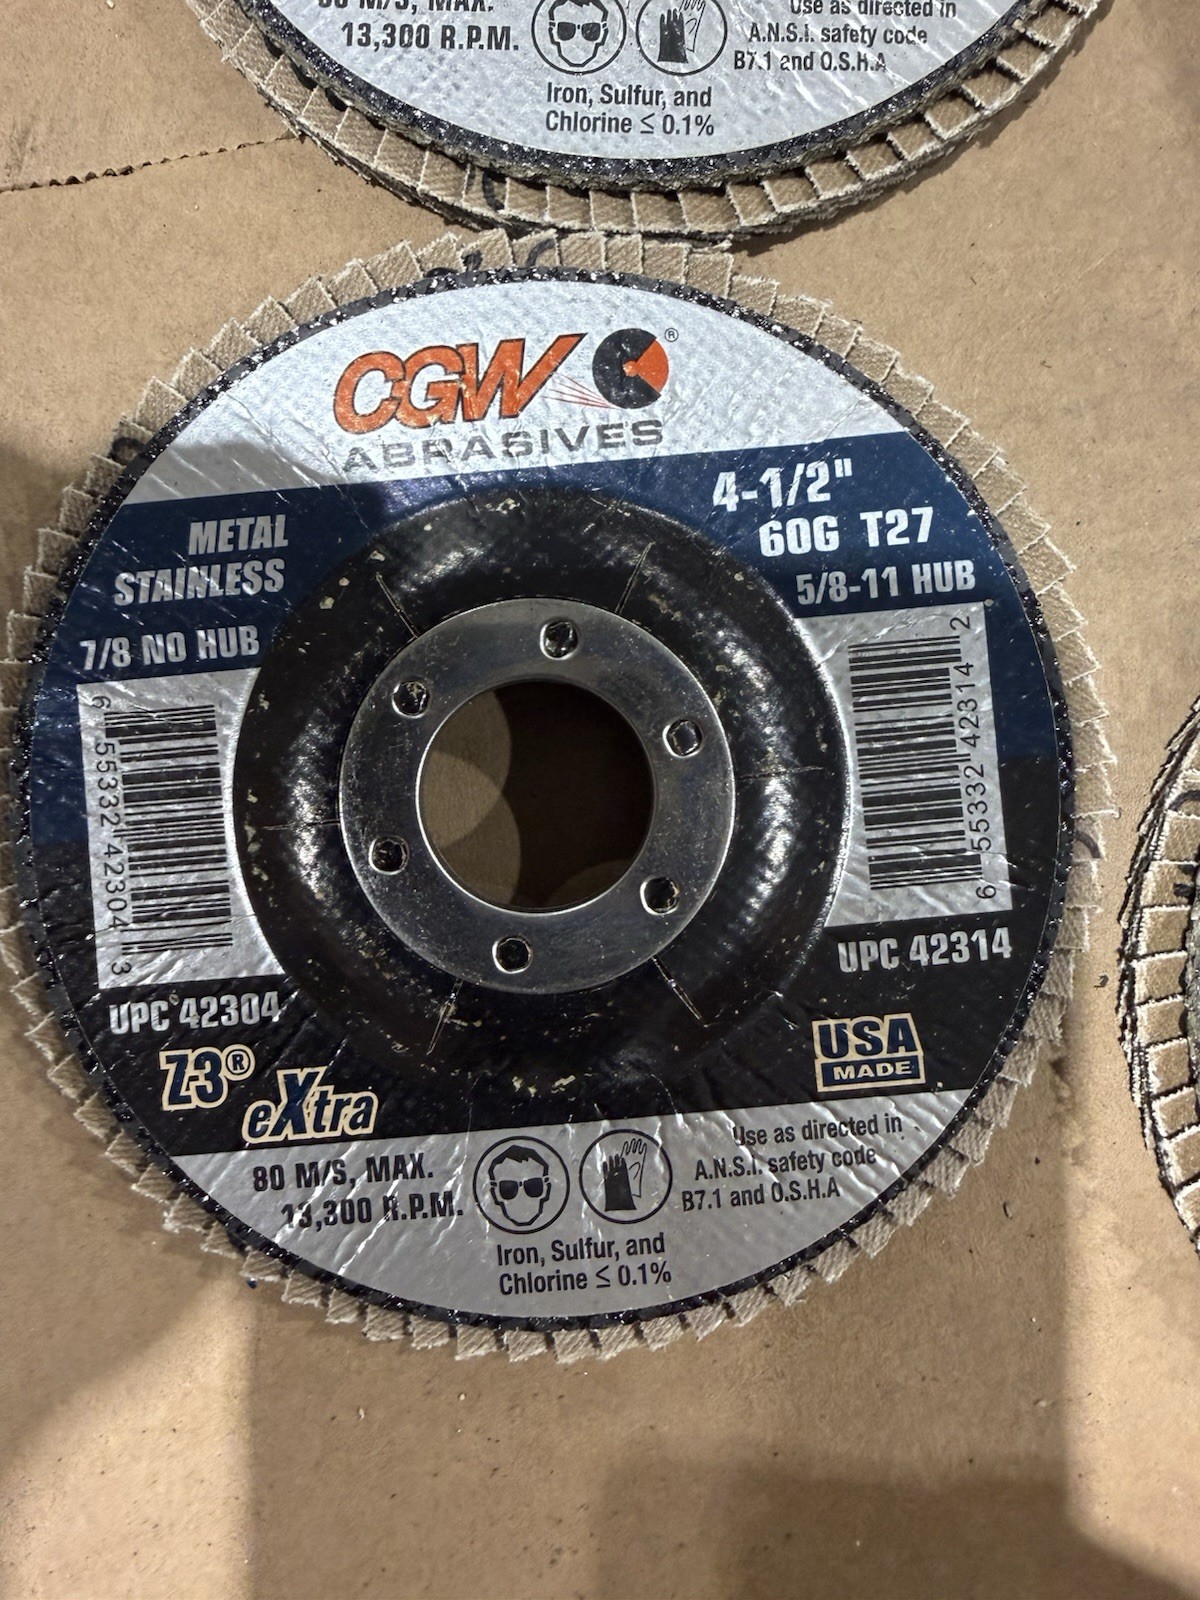 80 M/S, MAX.
13,300 R.P.M.
Use as directed in
A.N.S.I. safety code
B7.1 and O.S.H.A
Iron, Sulfur, and
Chlorine ≤ 0.1%
CGW ®
ABRASIVES
4-1/2"
60G T27
5/8-11 HUB
METAL
STAINLESS
7/8 NO HUB
6 55332 42304 3
UPC 42304
6 55332 42314 2
UPC 42314
Z3®
eXtra
USA
MADE
80 M/S, MAX.
13,300 R.P.M.
Use as directed in
A.N.S.I. safety code
B7.1 and O.S.H.A
Iron, Sulfur, and
Chlorine ≤ 0.1%